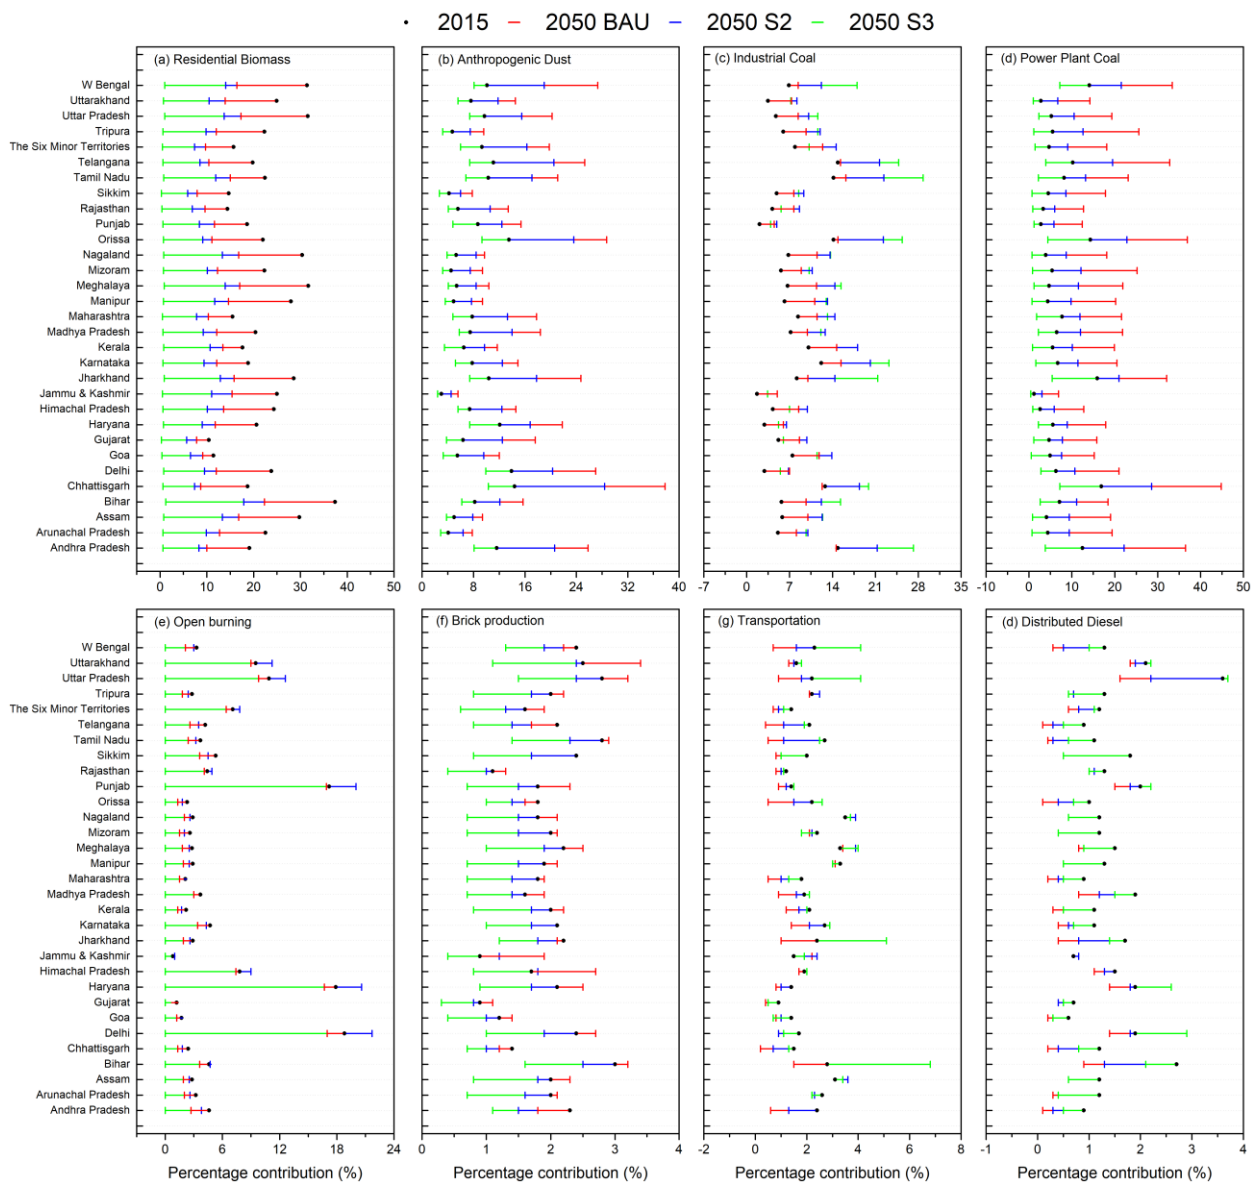 2015 2050 BAU 2050 S2 2050 S3
(a) Residential Biomass
(b) Anthropogenic Dust
(c) Industrial Coal
(d) Power Plant Coal
W Bengal
Uttarakhand
Uttar Pradesh
Tripura
The Six Minor Territories
Telangana
Tamil Nadu
Sikkim
Rajasthan
Punjab
Orissa
Nagaland
Mizoram
Meghalaya
Manipur
Maharashtra
Madhya Pradesh
Kerala
Karnataka
Jharkhand
Jammu & Kashmir
Himachal Pradesh
Haryana
Gujarat
Goa
Delhi
Chhattisgarh
Bihar
Assam
Arunachal Pradesh
Andhra Pradesh
0 10 20 30 40 50
0 8 16 24 32 40
-7 0 7 14 21 28 35
-10 0 10 20 30 40 50
(e) Open burning
(f) Brick production
(g) Transportation
(d) Distributed Diesel
W Bengal
Uttarakhand
Uttar Pradesh
Tripura
The Six Minor Territories
Telangana
Tamil Nadu
Sikkim
Rajasthan
Punjab
Orissa
Nagaland
Mizoram
Meghalaya
Manipur
Maharashtra
Madhya Pradesh
Kerala
Karnataka
Jharkhand
Jammu & Kashmir
Himachal Pradesh
Haryana
Gujarat
Goa
Delhi
Chhattisgarh
Bihar
Assam
Arunachal Pradesh
Andhra Pradesh
0 6 12 18 24
0 1 2 3 4
-2 0 2 4 6 8
-1 0 1 2 3 4
Percentage contribution (%)
Percentage contribution (%)
Percentage contribution (%)
Percentage contribution (%)